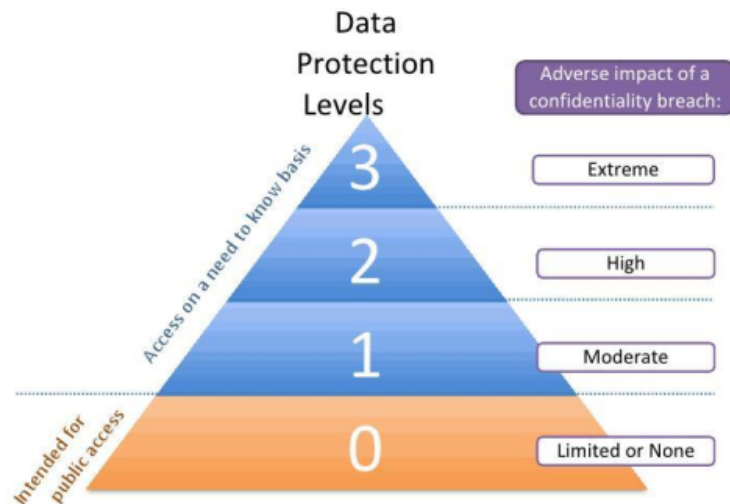 Data
Protection
Levels
Adverse impact of a
confidentiality breach:
Access on a need to know basis
3
Extreme
2
High
1
Moderate
Intended for
public access
0
Limited or None